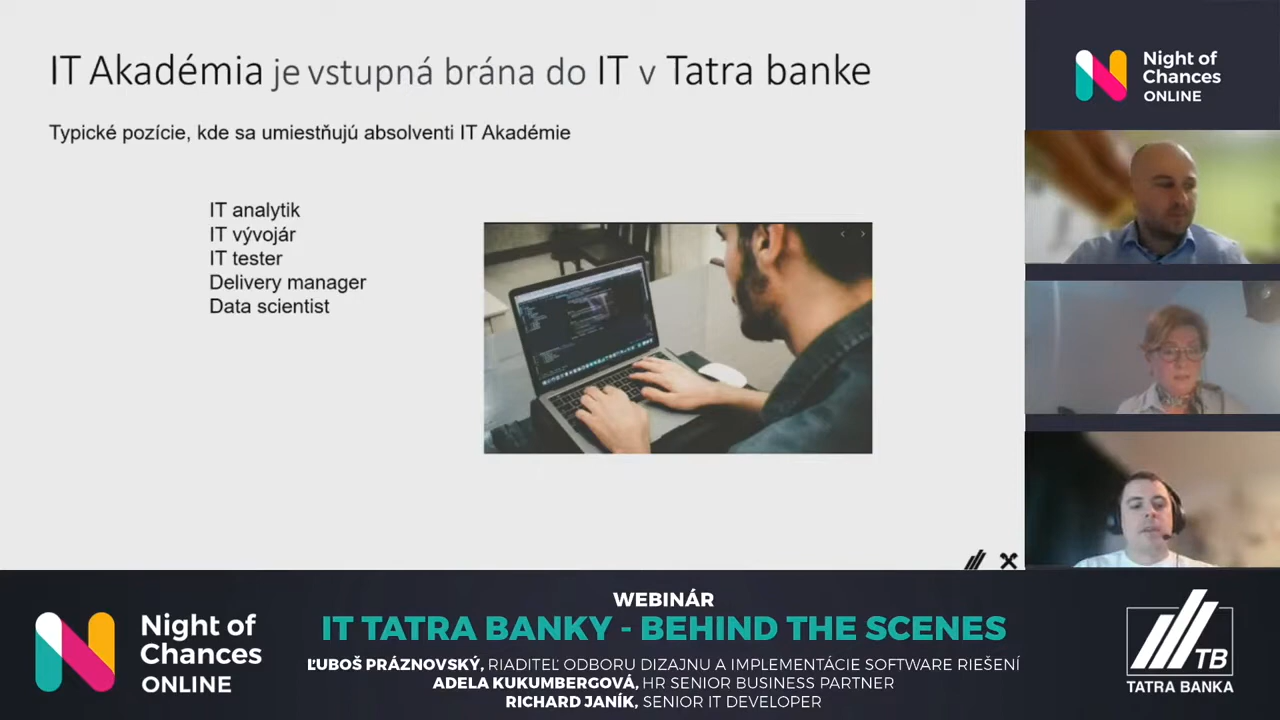 IT Akadémia je vstupná brána do IT v Tatra banke
Typické pozície, kde sa umiestňujú absolventi IT Akadémie
IT analytik
IT vývojár
IT tester
Delivery manager
Data scientist
Night of
Chances
ONLINE
Night of
Chances
ONLINE
WEBINÁR
IT TATRA BANKY - BEHIND THE SCENES
ĽUBOŠ PRÁZNOVSKÝ, RIADITEĽ ODBORU DIZAJNU A IMPLEMENTÁCIE SOFTWARE RIEŠENÍ
ADELA KUKUMBERGOVÁ, HR SENIOR BUSINESS PARTNER
RICHARD JANÍK, SENIOR IT DEVELOPER
TB
TATRA BANKA